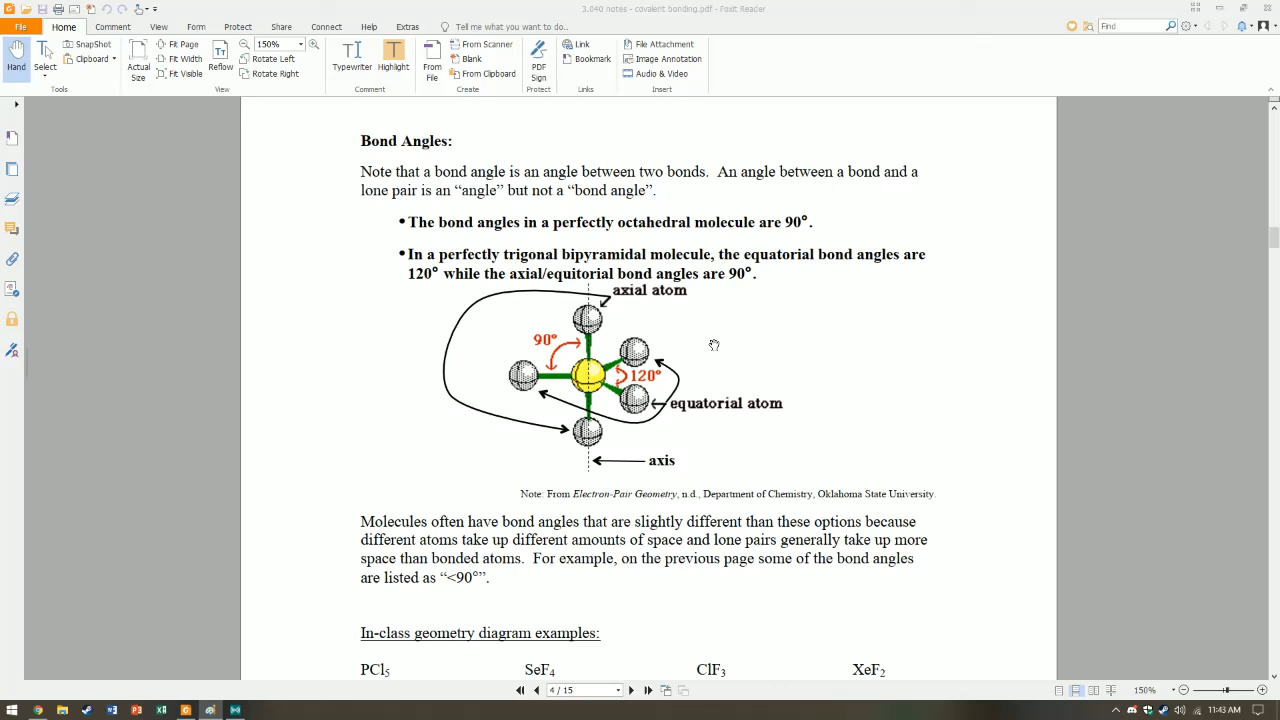 3.040 notes - covalent bonding.pdf - Foxit Reader
File Home Comment View Form Protect Share Connect Help Extras Tell me what you want to do.. Find
Hand
Select
SnapShot
Clipboard
Tools
Actual Size
Fit Page
Fit Width
Fit Visible
Reflow
150%
Rotate Left
Rotate Right
View
Typewriter
Highlight
Comment
From File
From Scanner
Blank
From Clipboard
Create
PDF Sign
Protect
Link
Bookmark
Links
File Attachment
Image Annotation
Audio & Video
Insert
Bond Angles:
Note that a bond angle is an angle between two bonds. An angle between a bond and a
lone pair is an “angle” but not a “bond angle”.
• The bond angles in a perfectly octahedral molecule are 90°.
• In a perfectly trigonal bipyramidal molecule, the equatorial bond angles are
120° while the axial/equitorial bond angles are 90°.
axial atom
90°
120°
equatorial atom
axis
Note: From Electron-Pair Geometry, n.d., Department of Chemistry, Oklahoma State University.
Molecules often have bond angles that are slightly different than these options because
different atoms take up different amounts of space and lone pairs generally take up more
space than bonded atoms. For example, on the previous page some of the bond angles
are listed as “<90°”.
In-class geometry diagram examples:
PCl₅ SeF₄ ClF₃ XeF₂
4 / 15 150%
11:43 AM